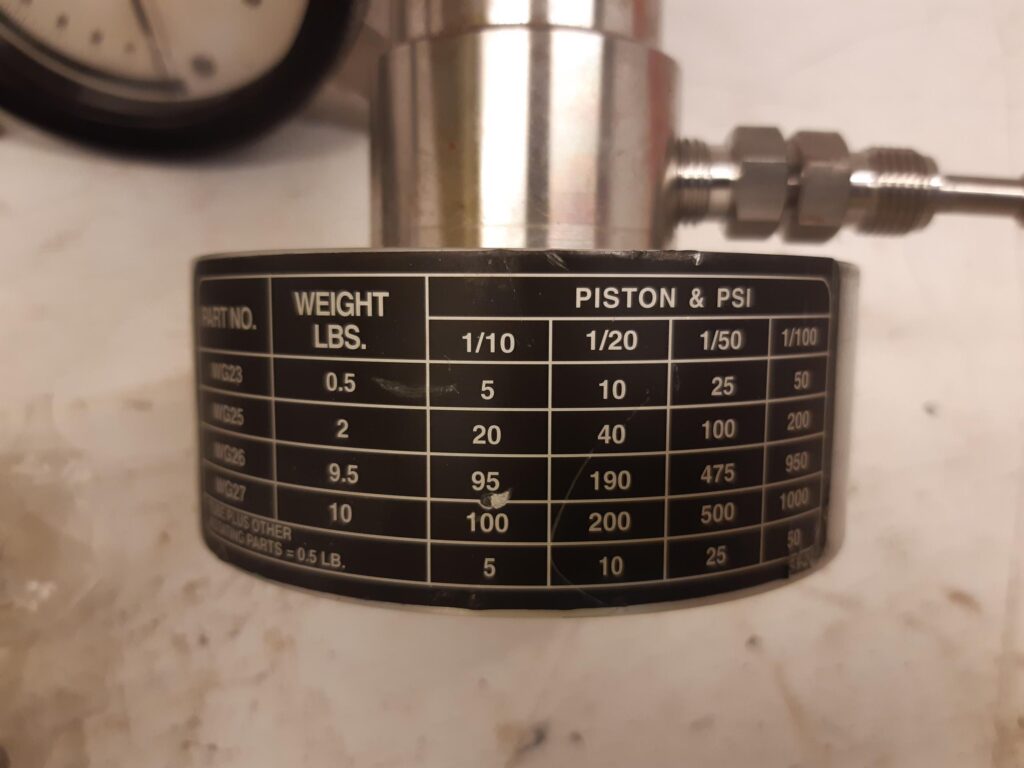 PART NO. WEIGHT LBS. PISTON & PSI
1/10 1/20 1/50 1/100
WG23 0.5 5 10 25 50
WG25 2 20 40 100 200
WG26 9.5 95 190 475 950
WG27 10 100 200 500 1000
PLUS OTHER
PARTS = 0.5 LB. 5 10 25 50